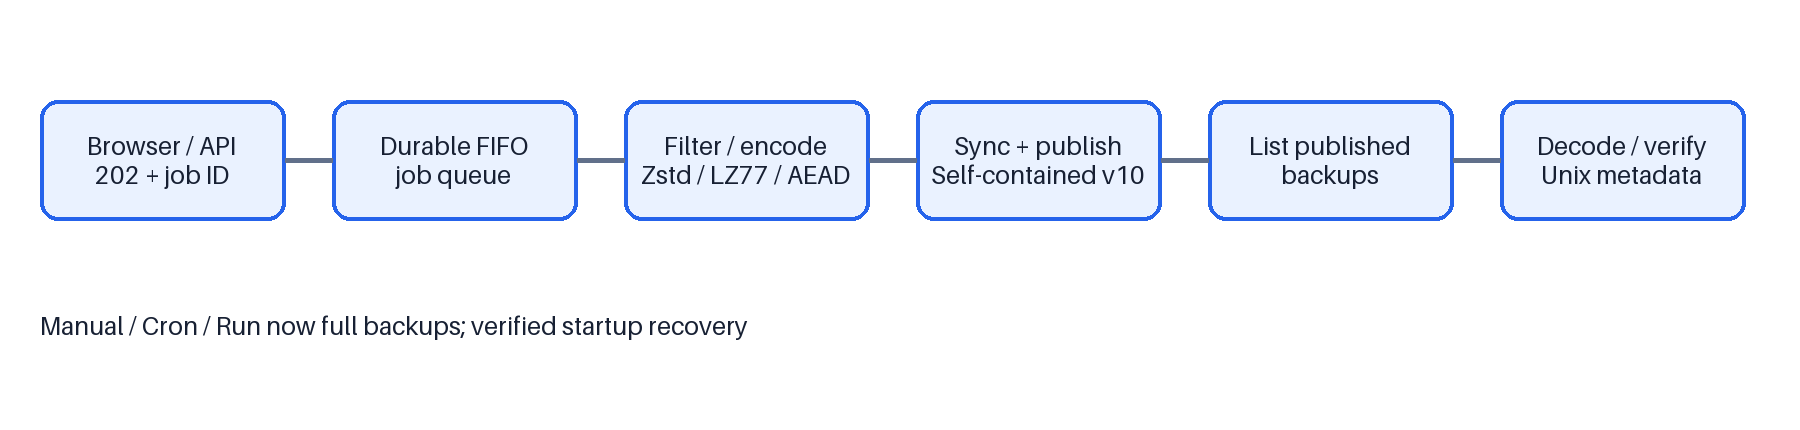 Browser / API
202 + job ID
Durable FIFO
job queue
Filter / encode
Zstd / LZ77 / AEAD
Sync + publish
Self-contained v10
List published
backups
Decode / verify
Unix metadata
Manual / Cron / Run now full backups; verified startup recovery